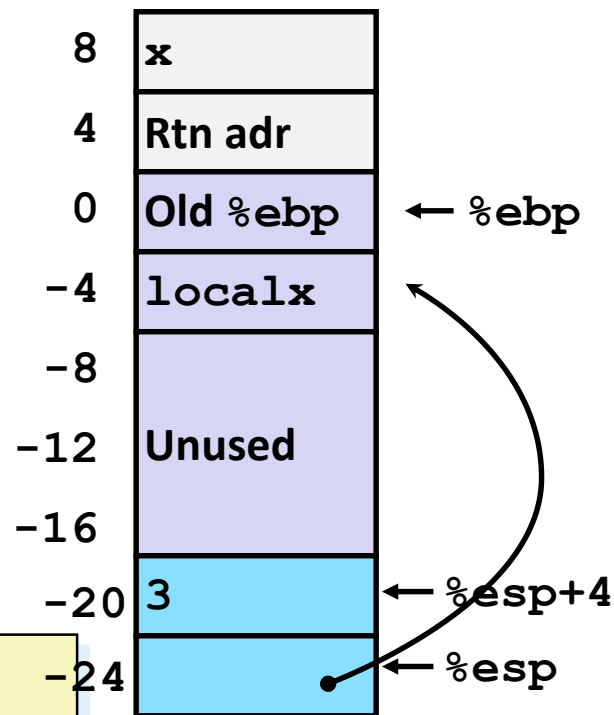 8 x
4 Rtn adr
0 Old %ebp ← %ebp
-4 localx
-8
-12 Unused
-16
-20 3 ← %esp+4
-24 ← %esp